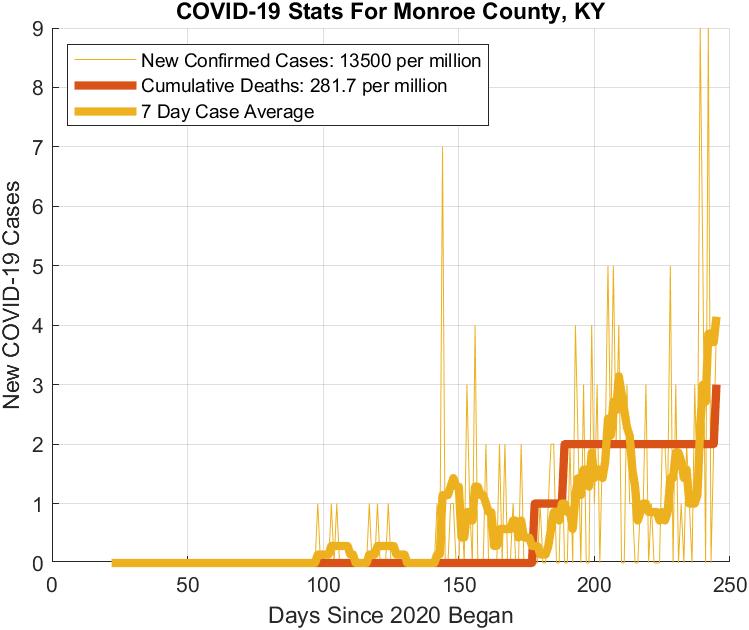 COVID-19 Stats For Monroe County, KY
New Confirmed Cases: 13500 per million
Cumulative Deaths: 281.7 per million
7 Day Case Average
New COVID-19 Cases
9
8
7
6
5
4
3
2
1
0
0 50 100 150 200 250
Days Since 2020 Began